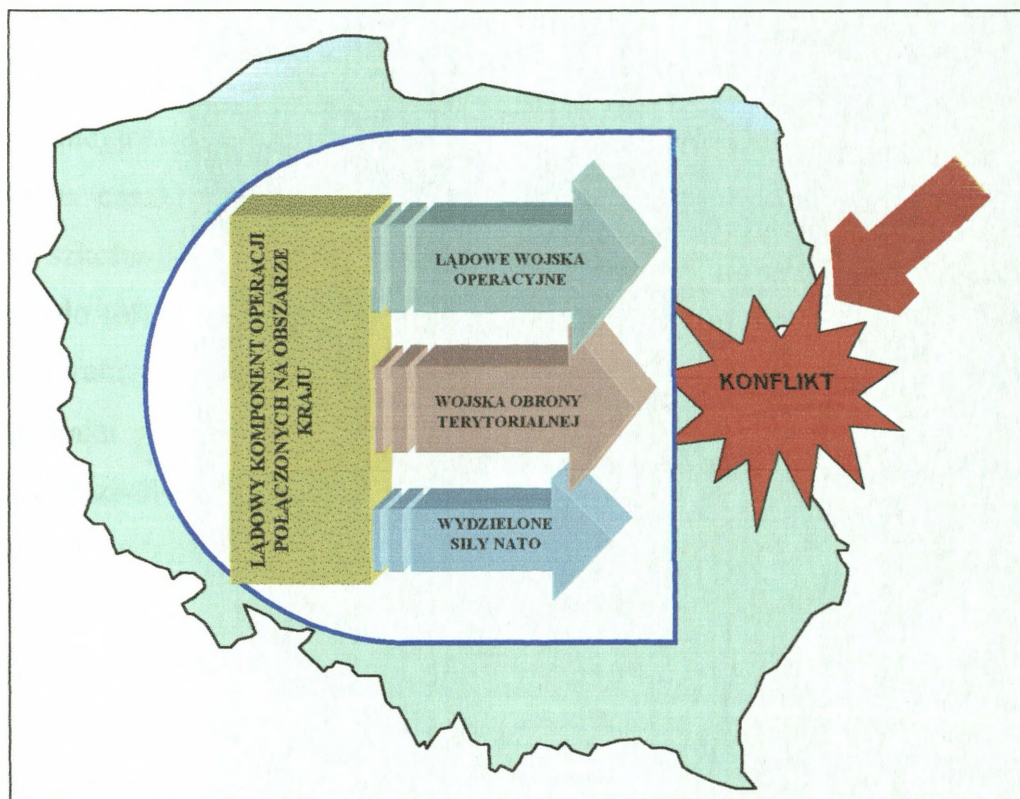 LĄDOWY KOMPONENT OPERACJI
POŁĄCZONYCH NA OBSZARZE
KRAJU
LĄDOWE WOJSKA
OPERACYJNE
WOJSKA OBRONY
TERYTORIALNEJ
WYDZIELONE
SIŁY NATO
KONFLIKT